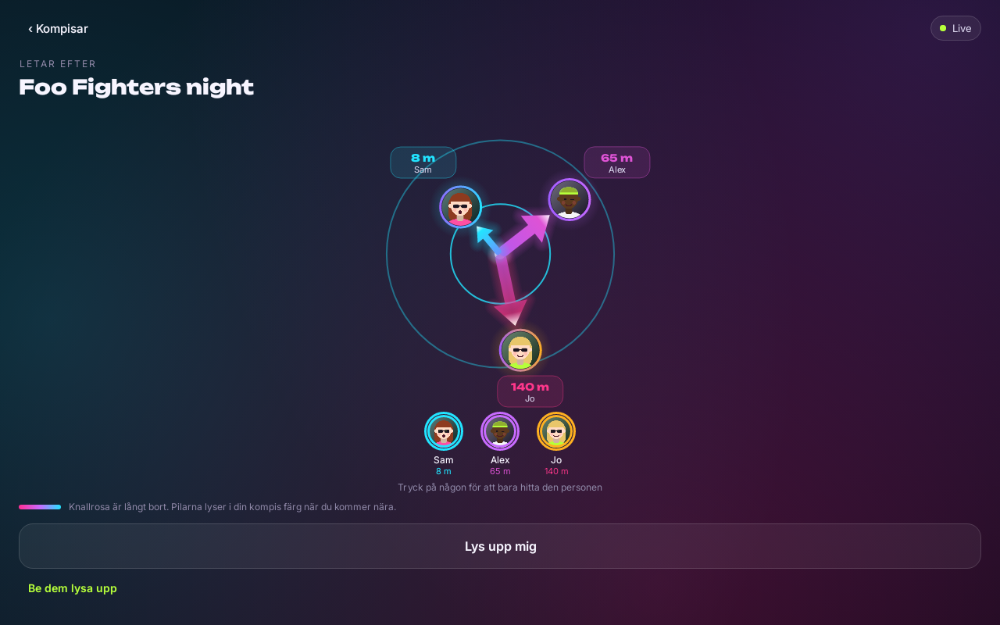 ‹ Kompisar
Live
LETAR EFTER
Foo Fighters night
8 m
Sam
65 m
Alex
140 m
Jo
Sam
8 m
Alex
65 m
Jo
140 m
Tryck på någon för att bara hitta den personen
Knallrosa är långt bort. Pilarna lyser i din kompis färg när du kommer nära.
Lys upp mig
Be dem lysa upp